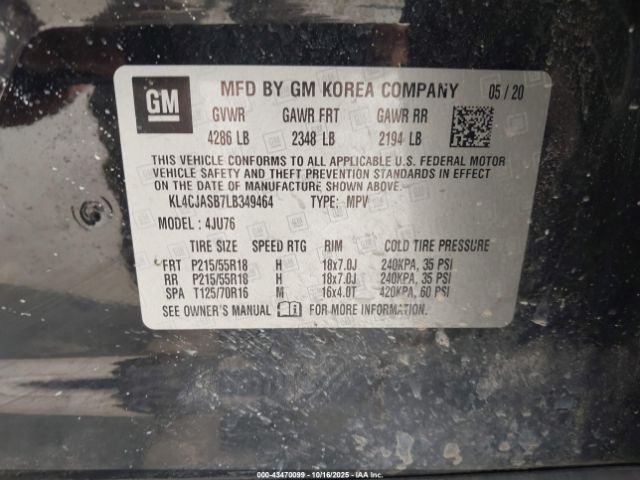 GM
MFD BY GM KOREA COMPANY 05 / 20
GVWR GAWR FRT GAWR RR
4286 LB 2348 LB 2194 LB
THIS VEHICLE CONFORMS TO ALL APPLICABLE U.S. FEDERAL MOTOR
VEHICLE SAFETY AND THEFT PREVENTION STANDARDS IN EFFECT
ON THE DATE OF MANUFACTURE SHOWN ABOVE.
KL4CJASB7LB349464 TYPE: MPV
MODEL : 4JU76
TIRE SIZE SPEED RTG RIM COLD TIRE PRESSURE
FRT P215/55R18 H 18x7.0J 240KPA, 35 PSI
RR P215/55R18 H 18x7.0J 240KPA, 35 PSI
SPA T125/70R16 M 16x4.0T 420KPA, 60 PSI
SEE OWNER'S MANUAL FOR MORE INFORMATION.
000-43470099 - 10/16/2025 - IAA.com